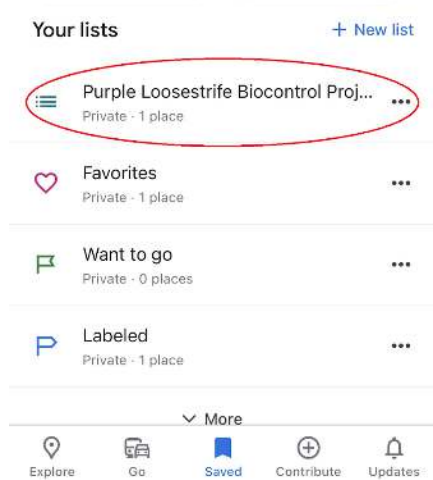 Your lists
+ New list
Purple Loosestrife Biocontrol Proj...
Private · 1 place
Favorites
Private · 1 place
Want to go
Private · 0 places
Labeled
Private · 1 place
More
Explore Go Saved Contribute Updates